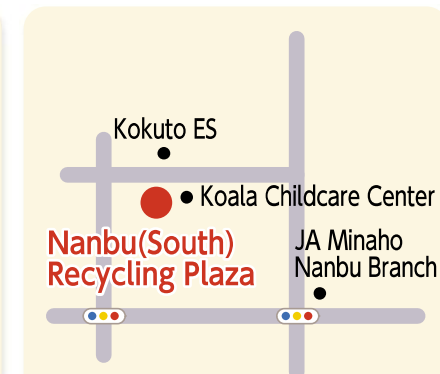 Kokuto ES
Koala Childcare Center
Nanbu(South)
Recycling Plaza
JA Minaho
Nanbu Branch